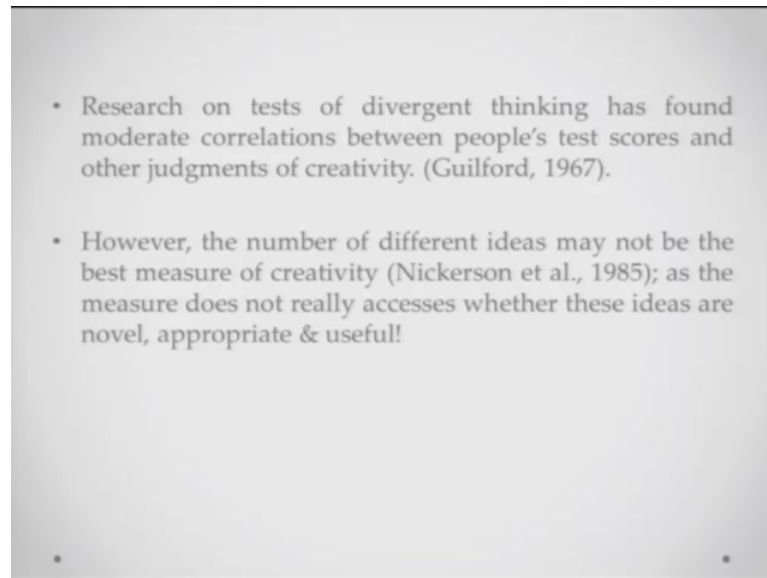 • Research on tests of divergent thinking has found
moderate correlations between people's test scores and
other judgments of creativity. (Guilford, 1967).
• However, the number of different ideas may not be the
best measure of creativity (Nickerson et al., 1985); as the
measure does not really accesses whether these ideas are
novel, appropriate & useful!